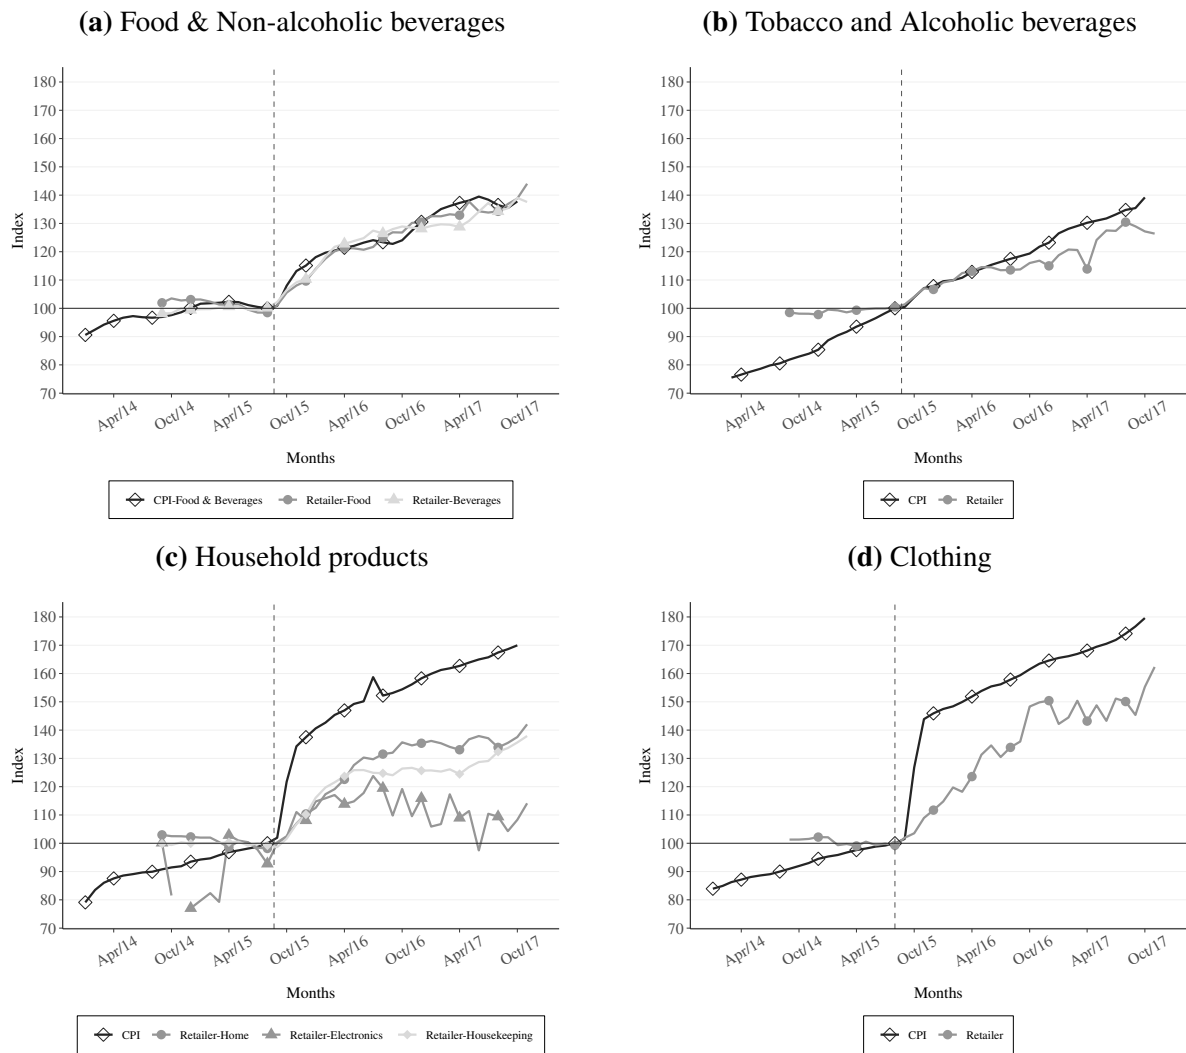 (a) Food & Non-alcoholic beverages
(b) Tobacco and Alcoholic beverages
180
170
160
150
140
130
120
110
100
90
80
70
Index
Apr/14
Oct/14
Apr/15
Oct/15
Apr/16
Oct/16
Apr/17
Oct/17
Months
CPI-Food & Beverages
Retailer-Food
Retailer-Beverages
180
170
160
150
140
130
120
110
100
90
80
70
Index
Apr/14
Oct/14
Apr/15
Oct/15
Apr/16
Oct/16
Apr/17
Oct/17
Months
CPI
Retailer
(c) Household products
(d) Clothing
180
170
160
150
140
130
120
110
100
90
80
70
Index
Apr/14
Oct/14
Apr/15
Oct/15
Apr/16
Oct/16
Apr/17
Oct/17
Months
CPI
Retailer-Home
Retailer-Electronics
Retailer-Housekeeping
180
170
160
150
140
130
120
110
100
90
80
70
Index
Apr/14
Oct/14
Apr/15
Oct/15
Apr/16
Oct/16
Apr/17
Oct/17
Months
CPI
Retailer